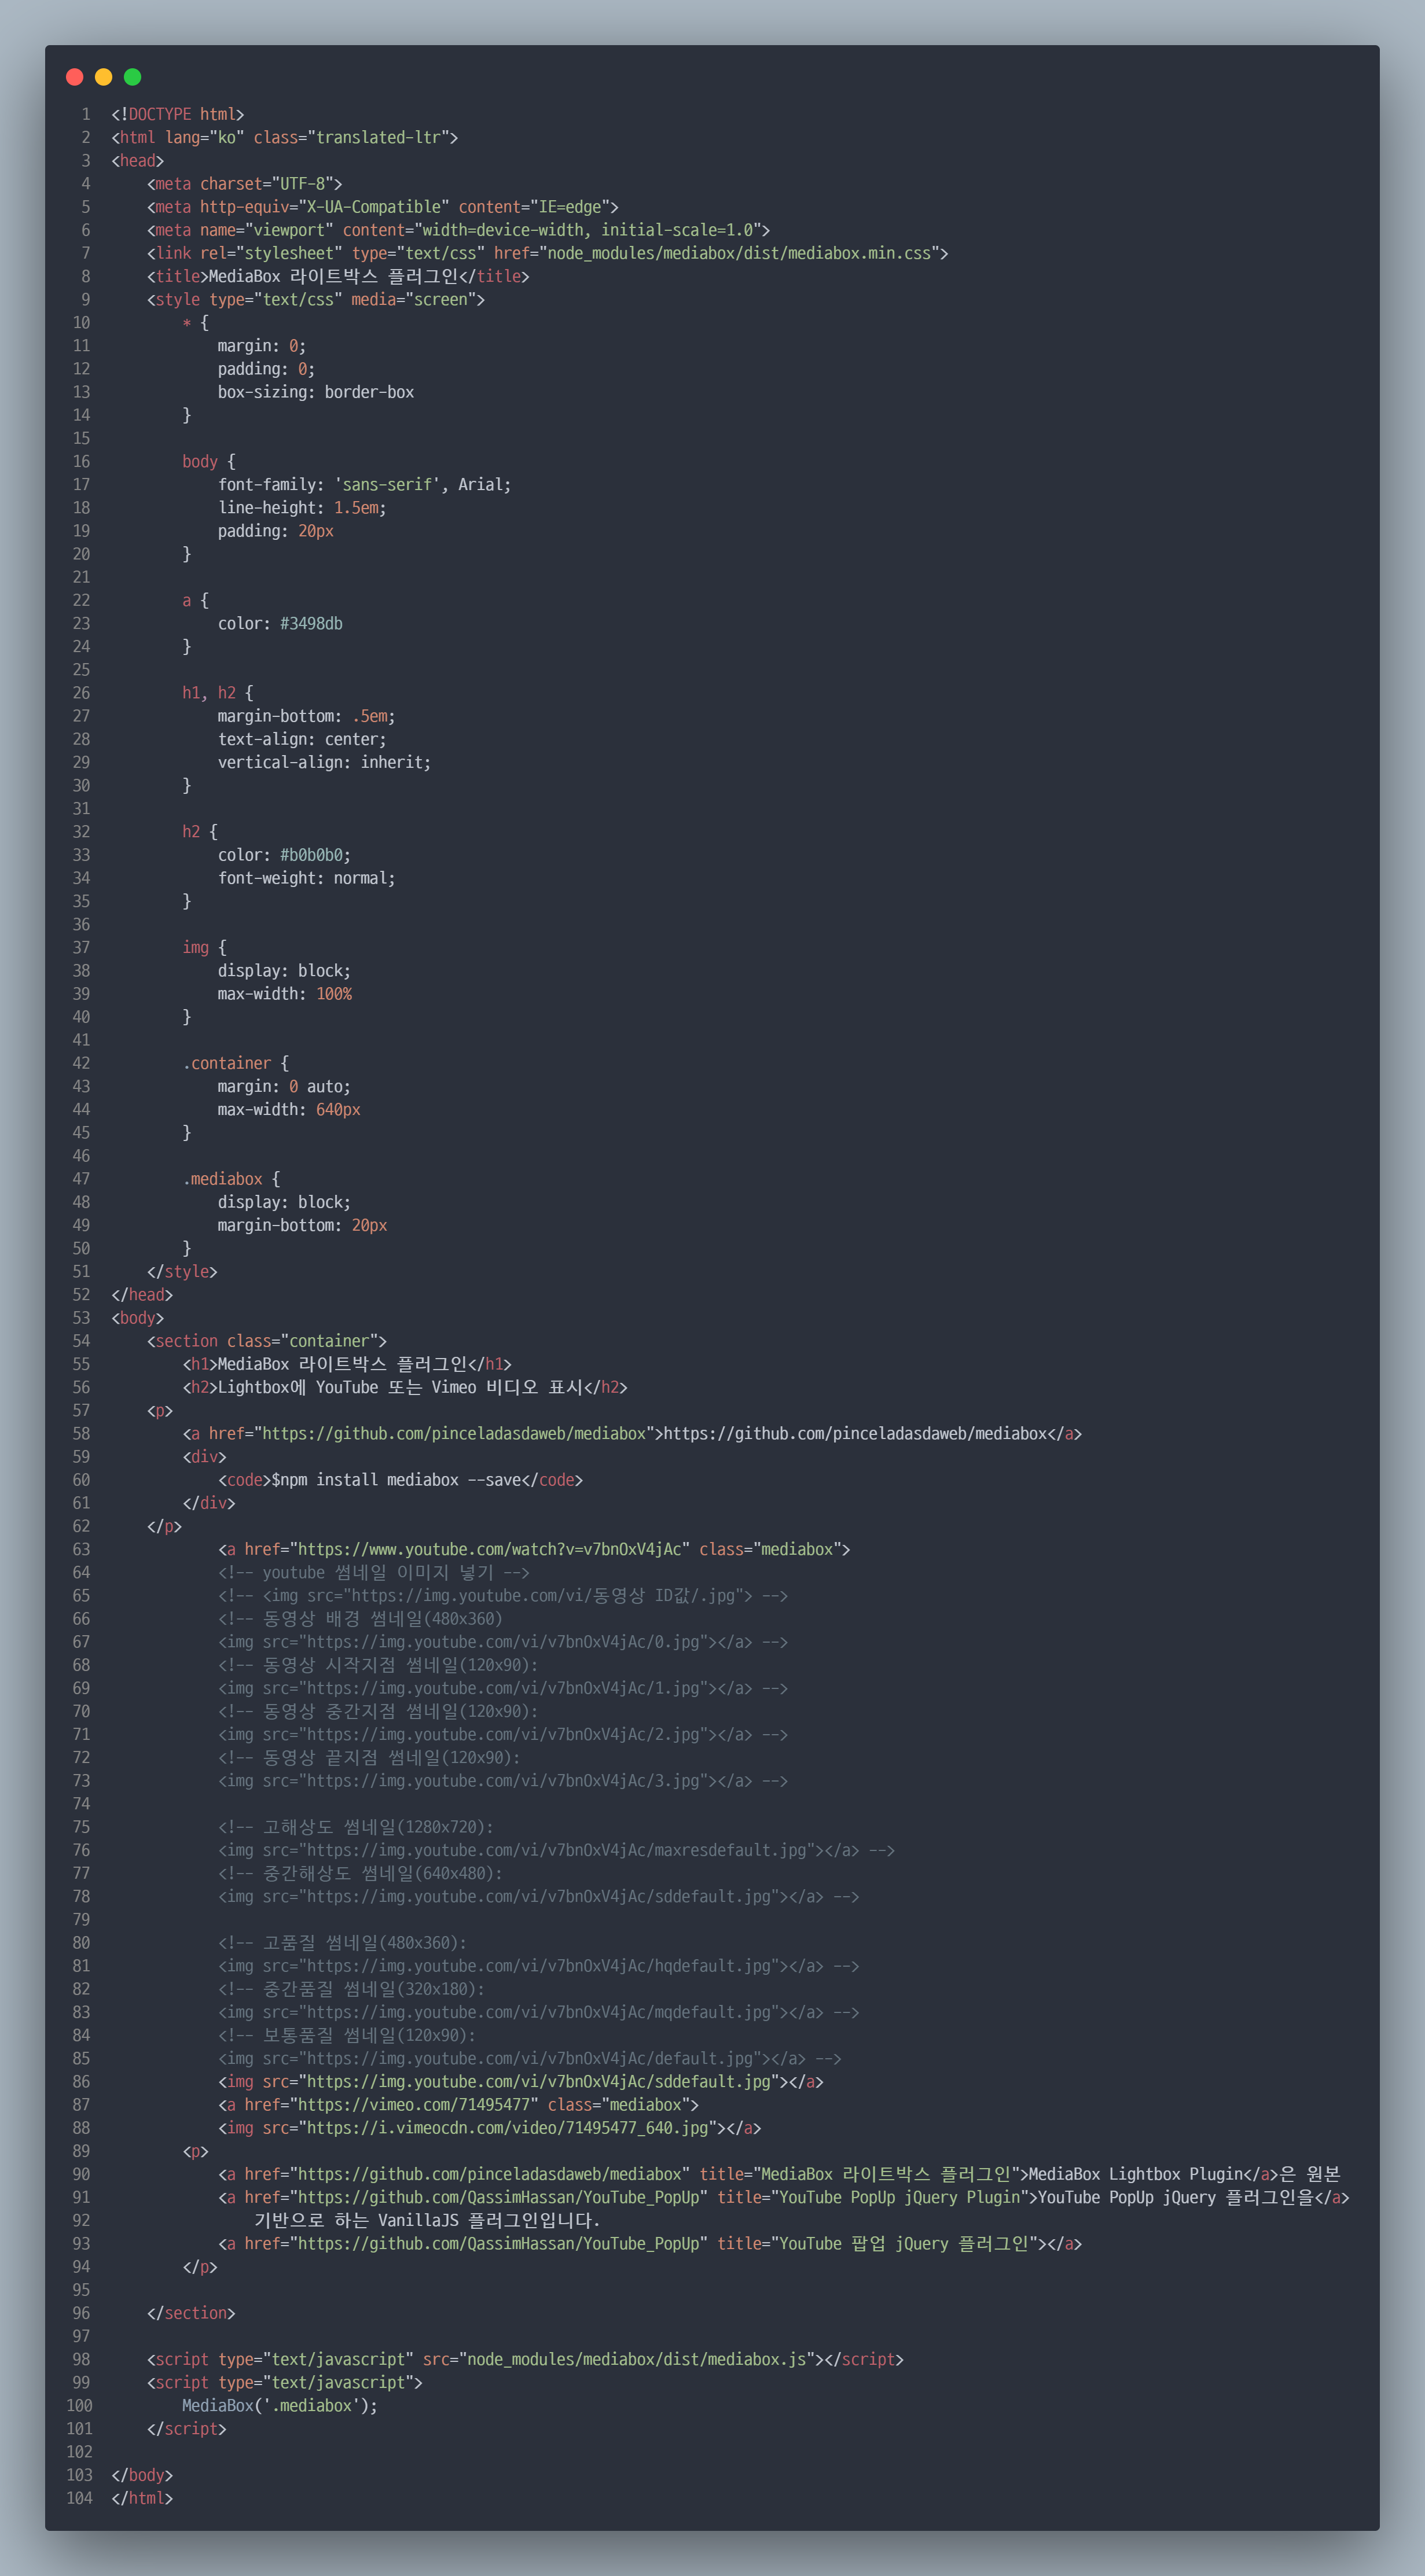 1 <!DOCTYPE html>
2 <html lang="ko" class="translated-ltr">
3 <head>
4 <meta charset="UTF-8">
5 <meta http-equiv="X-UA-Compatible" content="IE=edge">
6 <meta name="viewport" content="width=device-width, initial-scale=1.0">
7 <link rel="stylesheet" type="text/css" href="node_modules/mediabox/dist/mediabox.min.css">
8 <title>MediaBox 라이트박스 플러그인</title>
9 <style type="text/css" media="screen">
10 * {
11 margin: 0;
12 padding: 0;
13 box-sizing: border-box
14 }
15
16 body {
17 font-family: 'sans-serif', Arial;
18 line-height: 1.5em;
19 padding: 20px
20 }
21
22 a {
23 color: #3498db
24 }
25
26 h1, h2 {
27 margin-bottom: .5em;
28 text-align: center;
29 vertical-align: inherit;
30 }
31
32 h2 {
33 color: #b0b0b0;
34 font-weight: normal;
35 }
36
37 img {
38 display: block;
39 max-width: 100%
40 }
41
42 .container {
43 margin: 0 auto;
44 max-width: 640px
45 }
46
47 .mediabox {
48 display: block;
49 margin-bottom: 20px
50 }
51 </style>
52 </head>
53 <body>
54 <section class="container">
55 <h1>MediaBox 라이트박스 플러그인</h1>
56 <h2>Lightbox에 YouTube 또는 Vimeo 비디오 표시</h2>
57 <p>
58 <a href="https://github.com/pinceladasdaweb/mediabox">https://github.com/pinceladasdaweb/mediabox</a>
59 <div>
60 <code>$npm install mediabox --save</code>
61 </div>
62 </p>
63 <a href="https://www.youtube.com/watch?v=v7bnOxV4jAc" class="mediabox">
64 <!-- youtube 썸네일 이미지 넣기 -->
65 <!-- <img src="https://img.youtube.com/vi/동영상 ID값/.jpg"> -->
66 <!-- 동영상 배경 썸네일(480x360)
67 <img src="https://img.youtube.com/vi/v7bnOxV4jAc/0.jpg"></a> -->
68 <!-- 동영상 시작지점 썸네일(120x90):
69 <img src="https://img.youtube.com/vi/v7bnOxV4jAc/1.jpg"></a> -->
70 <!-- 동영상 중간지점 썸네일(120x90):
71 <img src="https://img.youtube.com/vi/v7bnOxV4jAc/2.jpg"></a> -->
72 <!-- 동영상 끝지점 썸네일(120x90):
73 <img src="https://img.youtube.com/vi/v7bnOxV4jAc/3.jpg"></a> -->
74
75 <!-- 고해상도 썸네일(1280x720):
76 <img src="https://img.youtube.com/vi/v7bnOxV4jAc/maxresdefault.jpg"></a> -->
77 <!-- 중간해상도 썸네일(640x480):
78 <img src="https://img.youtube.com/vi/v7bnOxV4jAc/sddefault.jpg"></a> -->
79
80 <!-- 고품질 썸네일(480x360):
81 <img src="https://img.youtube.com/vi/v7bnOxV4jAc/hqdefault.jpg"></a> -->
82 <!-- 중간품질 썸네일(320x180):
83 <img src="https://img.youtube.com/vi/v7bnOxV4jAc/mqdefault.jpg"></a> -->
84 <!-- 보통품질 썸네일(120x90):
85 <img src="https://img.youtube.com/vi/v7bnOxV4jAc/default.jpg"></a> -->
86 <img src="https://img.youtube.com/vi/v7bnOxV4jAc/sddefault.jpg"></a>
87 <a href="https://vimeo.com/71495477" class="mediabox">
88 <img src="https://i.vimeocdn.com/video/71495477_640.jpg"></a>
89 <p>
90 <a href="https://github.com/pinceladasdaweb/mediabox" title="MediaBox 라이트박스 플러그인">MediaBox Lightbox Plugin</a>은 원본
91 <a href="https://github.com/QassimHassan/YouTube_PopUp" title="YouTube PopUp jQuery Plugin">YouTube PopUp jQuery 플러그인을</a>
92 기반으로 하는 VanillaJS 플러그인입니다.
93 <a href="https://github.com/QassimHassan/YouTube_PopUp" title="YouTube 팝업 jQuery 플러그인"></a>
94 </p>
95
96 </section>
97
98 <script type="text/javascript" src="node_modules/mediabox/dist/mediabox.js"></script>
99 <script type="text/javascript">
100 MediaBox('.mediabox');
101 </script>
102
103 </body>
104 </html>